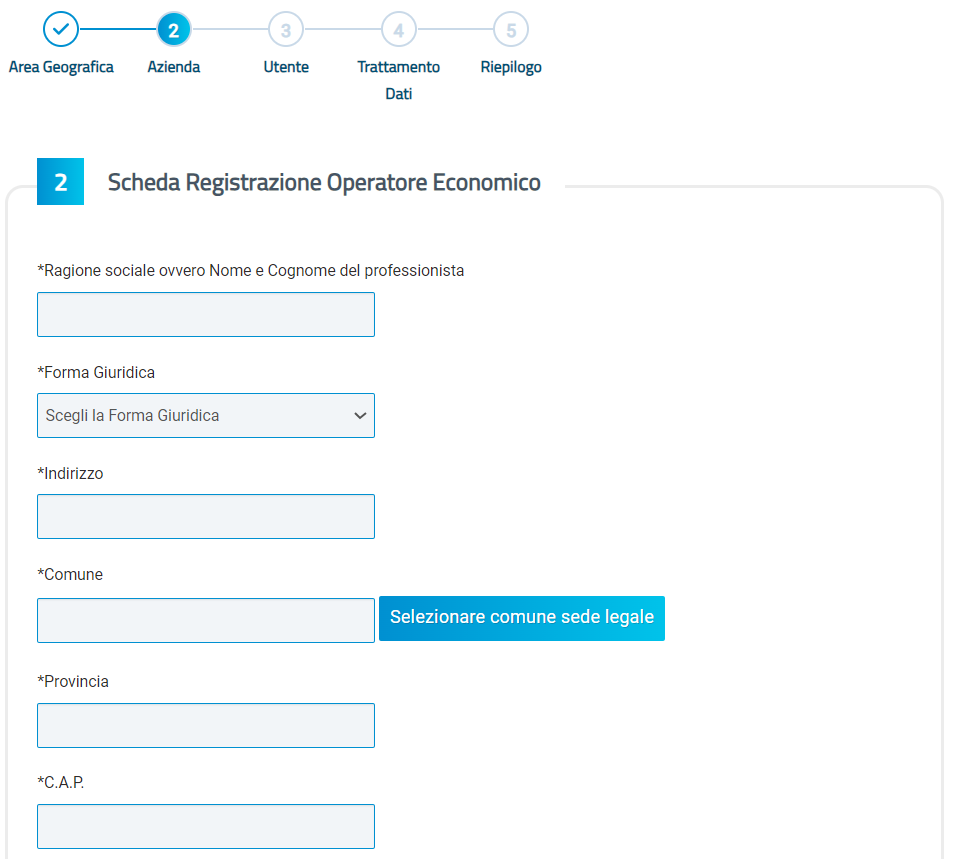 2 3 4 5
Area Geografica Azienda Utente Trattamento Dati Riepilogo
2 Scheda Registrazione Operatore Economico
*Ragione sociale ovvero Nome e Cognome del professionista
*Forma Giuridica
Scegli la Forma Giuridica
*Indirizzo
*Comune
Selezionare comune sede legale
*Provincia
*C.A.P.